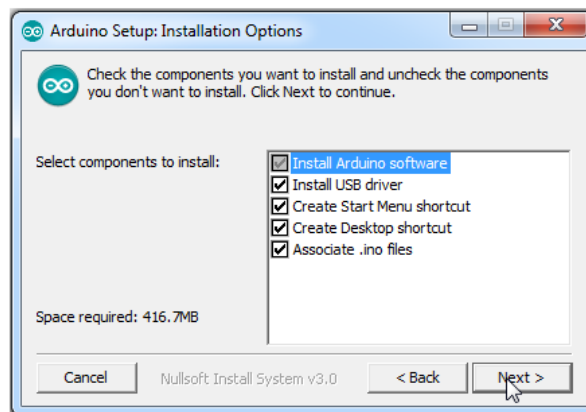 Arduino Setup: Installation Options
Check the components you want to install and uncheck the components
you don't want to install. Click Next to continue.
Select components to install:
Install Arduino software
Install USB driver
Create Start Menu shortcut
Create Desktop shortcut
Associate .ino files
Space required: 416.7MB
Cancel
Nullsoft Install System v3.0
< Back
Next >